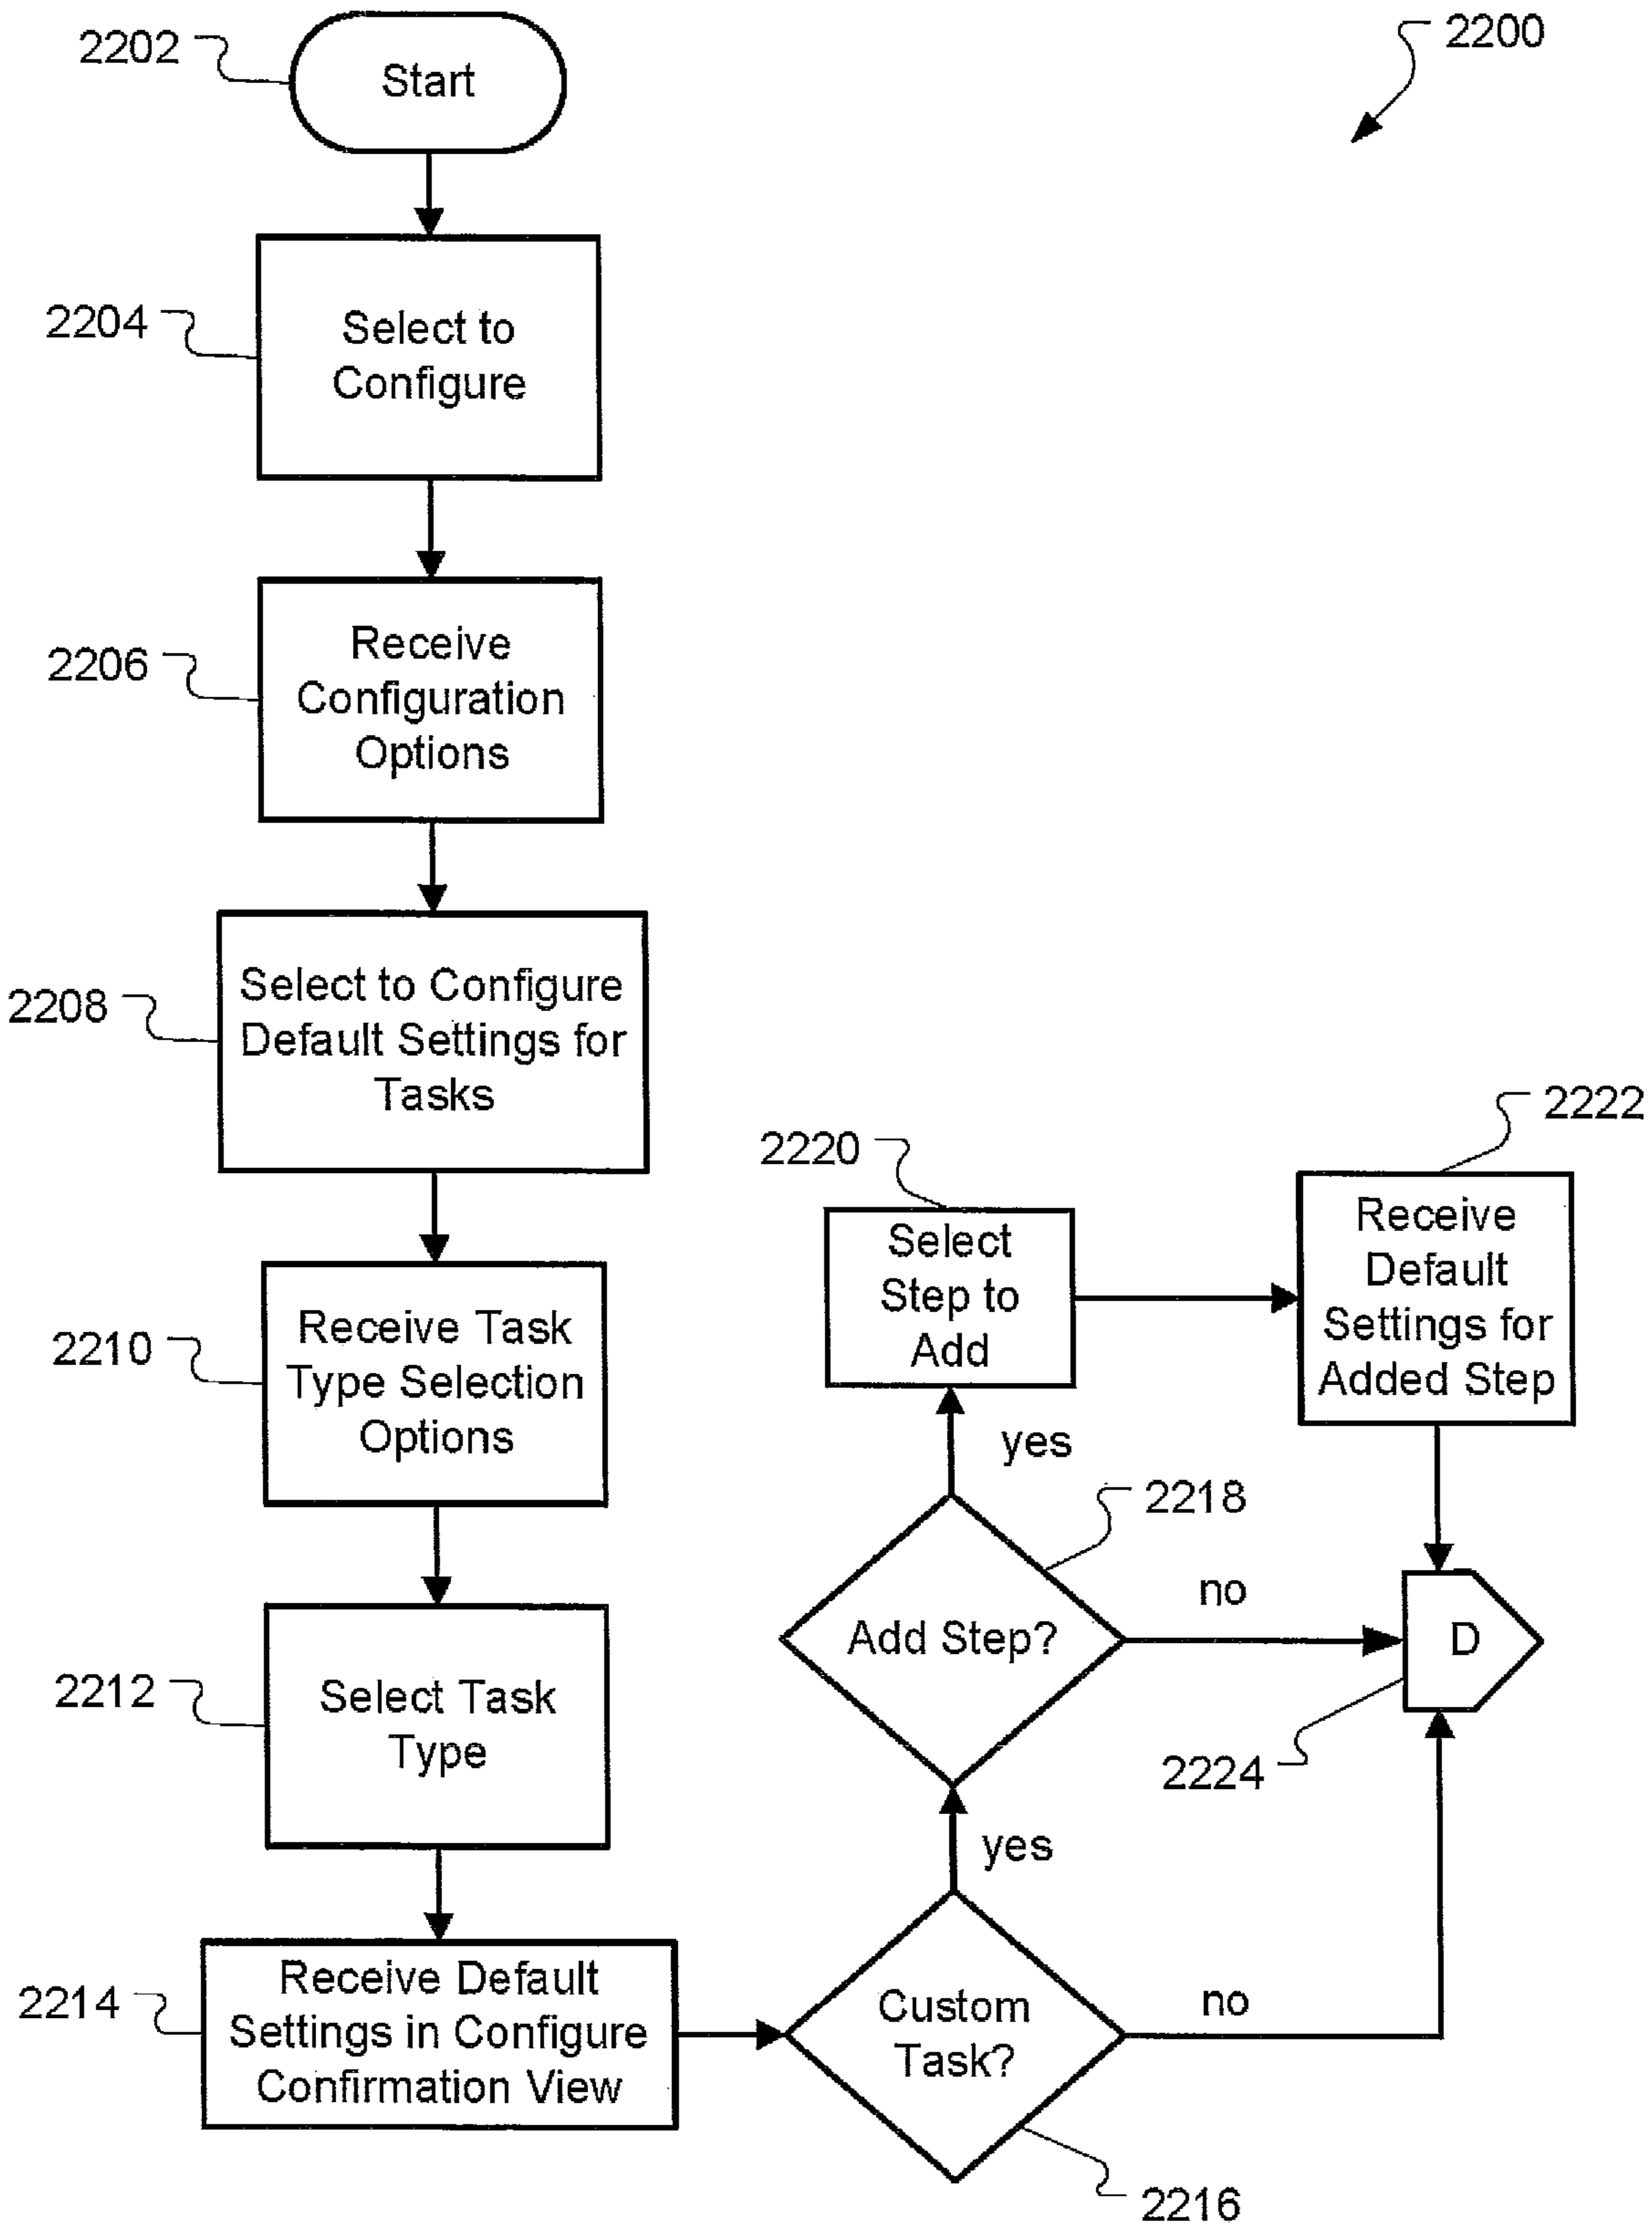 2202
Start
2200
2204
Select to
Configure
2206
Receive
Configuration
Options
2208
Select to Configure
Default Settings for
Tasks
2210
Receive Task
Type Selection
Options
2212
Select Task
Type
2214
Receive Default
Settings in Configure
Confirmation View
Custom
Task?
2216
yes
no
Add Step?
2218
yes
no
2220
Select
Step to
Add
2222
Receive
Default
Settings for
Added Step
D
2224